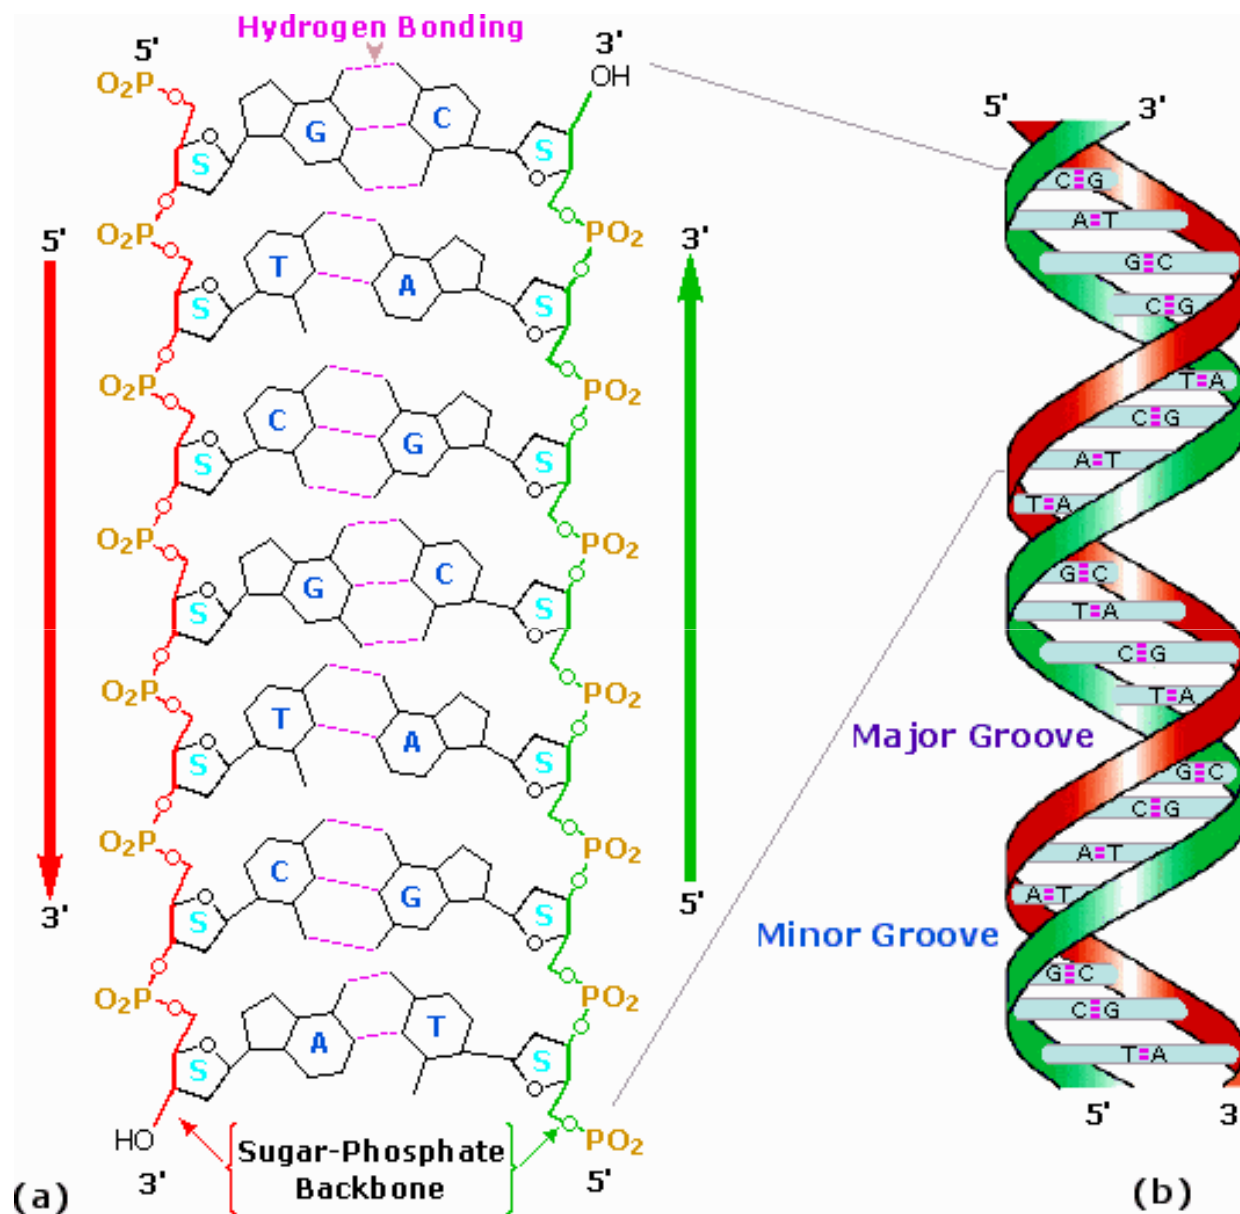 Hydrogen Bonding
5' 3'
O₂P OH
G C
S S
O₂P PO₂
5' 3'
T A
S S
O₂P PO₂
C G
S S
O₂P PO₂
G C
S S
O₂P PO₂
T A
S S
O₂P PO₂
C G
S S
3' 5'
O₂P PO₂
A T
S S
HO PO₂
3' 5'
Sugar-Phosphate
Backbone
(a)
5' 3'
C G
A T
G C
C G
T A
C G
A T
T A
G C
T A
C G
T A
Major Groove
G C
C G
A T
A T
Minor Groove
G C
C G
T A
5' 3
(b)